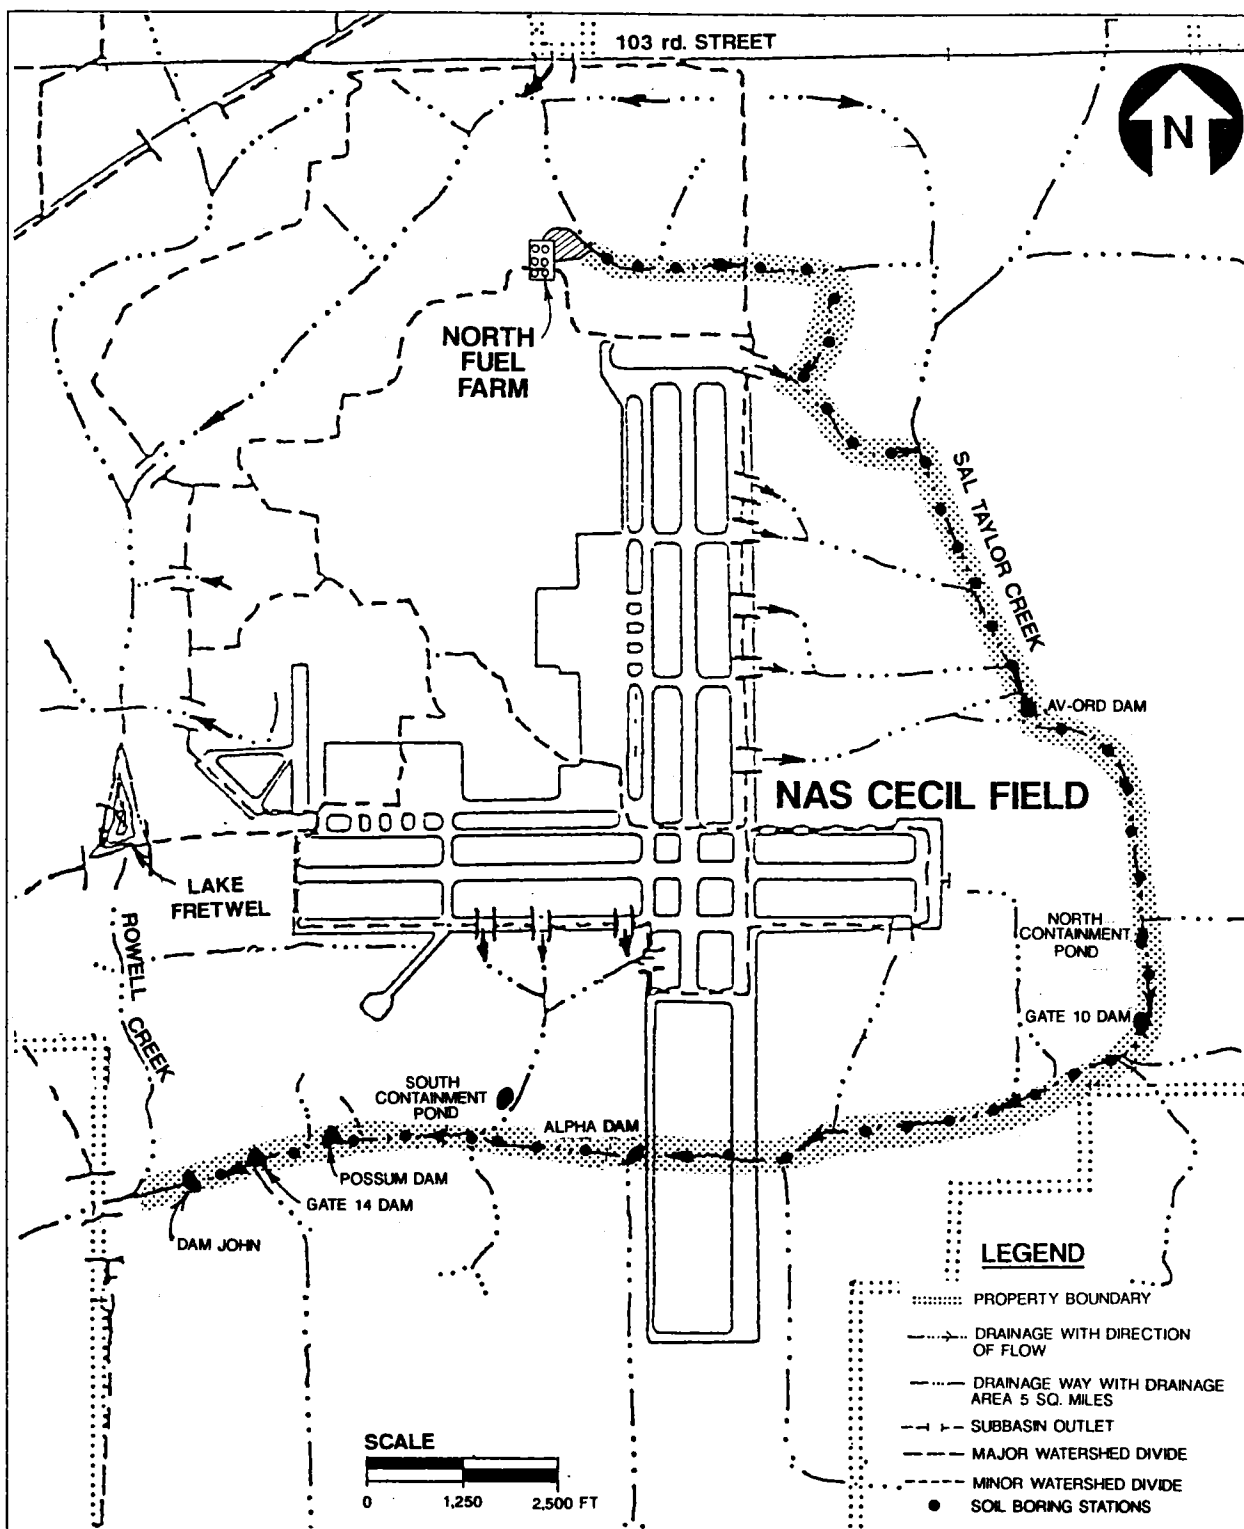 103 rd. STREET
N
NORTH
FUEL
FARM
SAL TAYLOR CREEK
AV-ORD DAM
NAS CECIL FIELD
LAKE
FRETWEL
ROWELL CREEK
NORTH
CONTAINMENT
POND
GATE 10 DAM
SOUTH
CONTAINMENT
POND
ALPHA DAM
POSSUM DAM
GATE 14 DAM
DAM JOHN
LEGEND
PROPERTY BOUNDARY
DRAINAGE WITH DIRECTION
OF FLOW
DRAINAGE WAY WITH DRAINAGE
AREA 5 SQ. MILES
SUBBASIN OUTLET
MAJOR WATERSHED DIVIDE
MINOR WATERSHED DIVIDE
SOIL BORING STATIONS
SCALE
0 1,250 2,500 FT